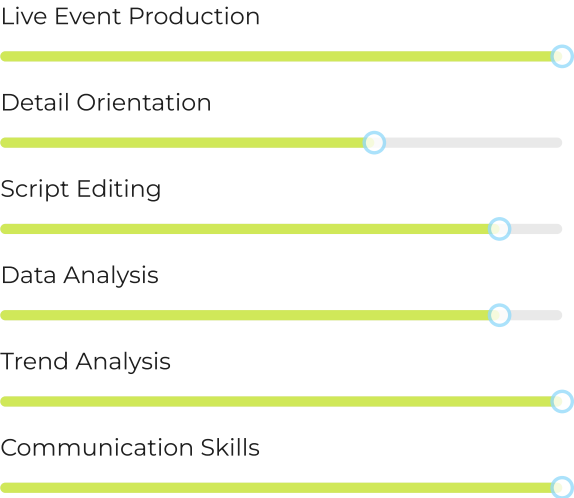 Live Event Production
Detail Orientation
Script Editing
Data Analysis
Trend Analysis
Communication Skills